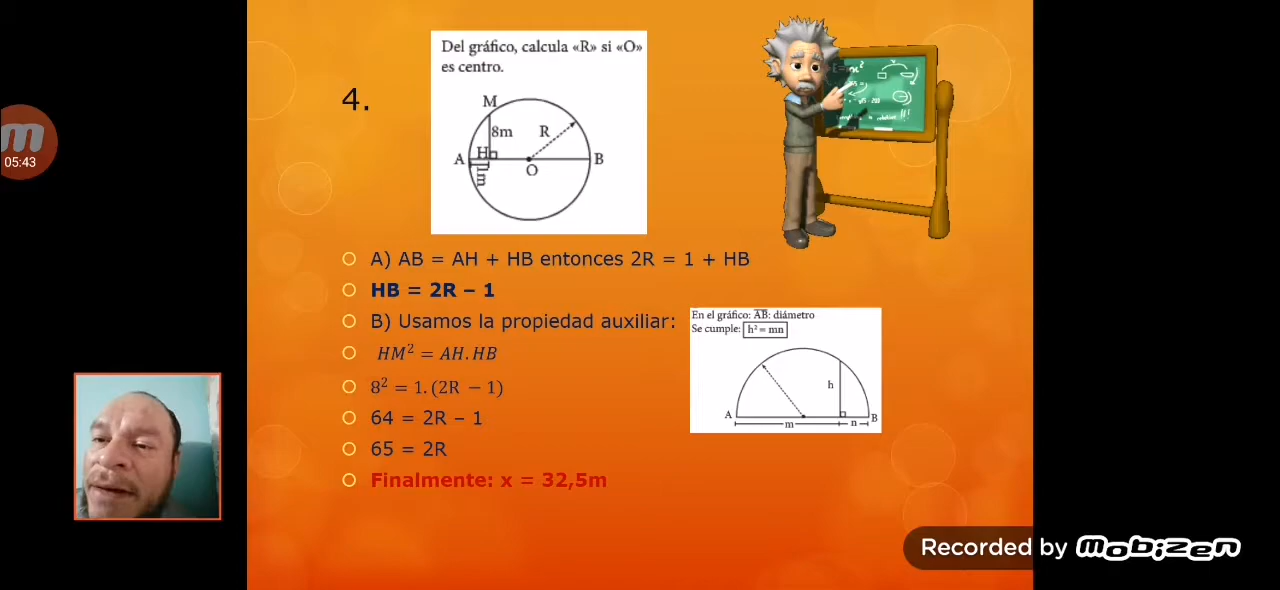 Del gráfico, calcula «R» si «O»
es centro.
4.
M
8m
R
A
H
B
O
1m
m
05:43
A) AB = AH + HB entonces 2R = 1 + HB
HB = 2R – 1
B) Usamos la propiedad auxiliar:
HM² = AH.HB
8² = 1.(2R − 1)
64 = 2R – 1
65 = 2R
Finalmente: x = 32,5m
En el gráfico: AB: diámetro
Se cumple: h² = mn
h
A
B
m
n
Recorded by mobizen